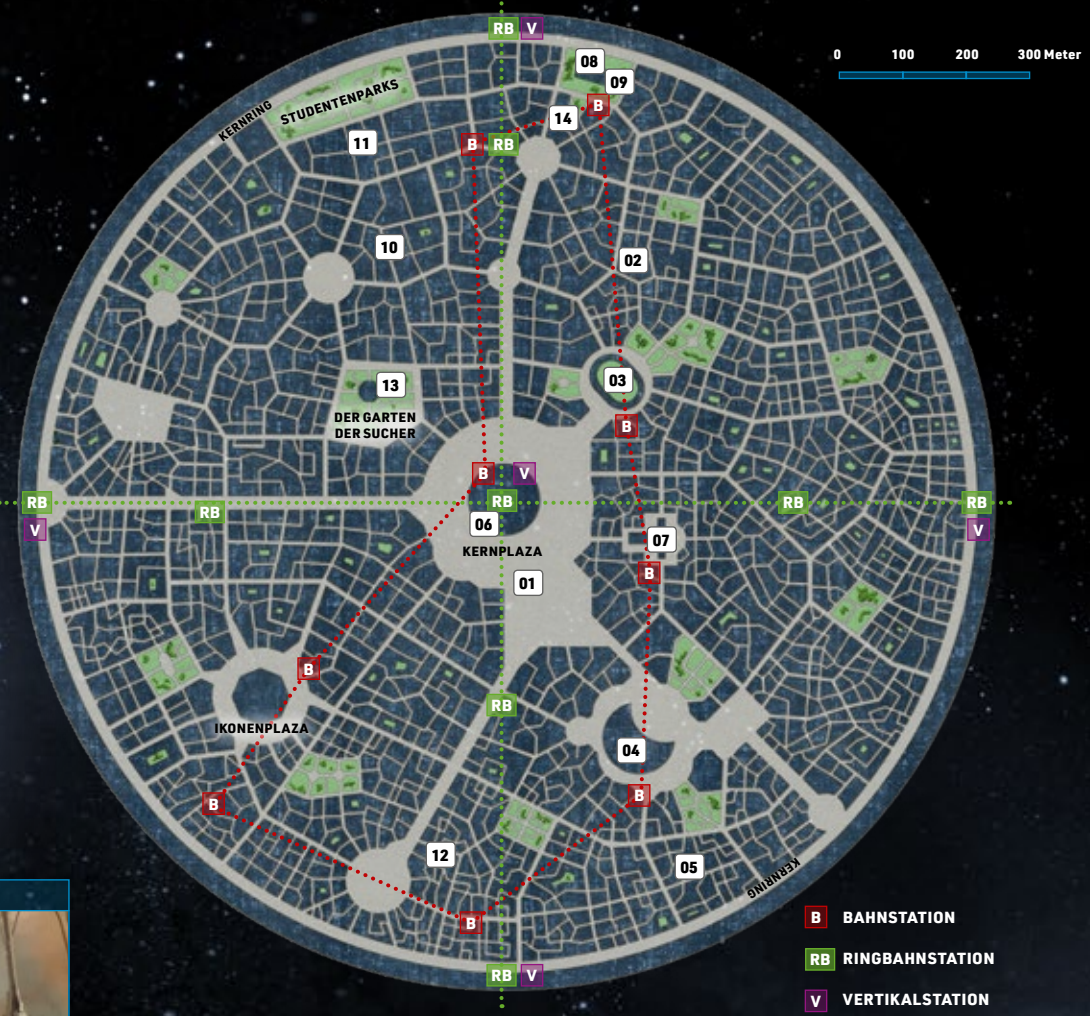 RB V
0 100 200 300 Meter
08
09
STUDENTENPARKS
B
KERNRING
14
11
B RB
10
02
13
03
DER GARTEN
DER SUCHER
B
B V
RB
RB
RB
RB
RB
06
V
07
V
KERNPLAZA
B
01
B
RB
IKONENPLAZA
04
B
B
12
05
KERNRING
B
B BAHNSTATION
RB RINGBAHNSTATION
RB V
V VERTIKALSTATION